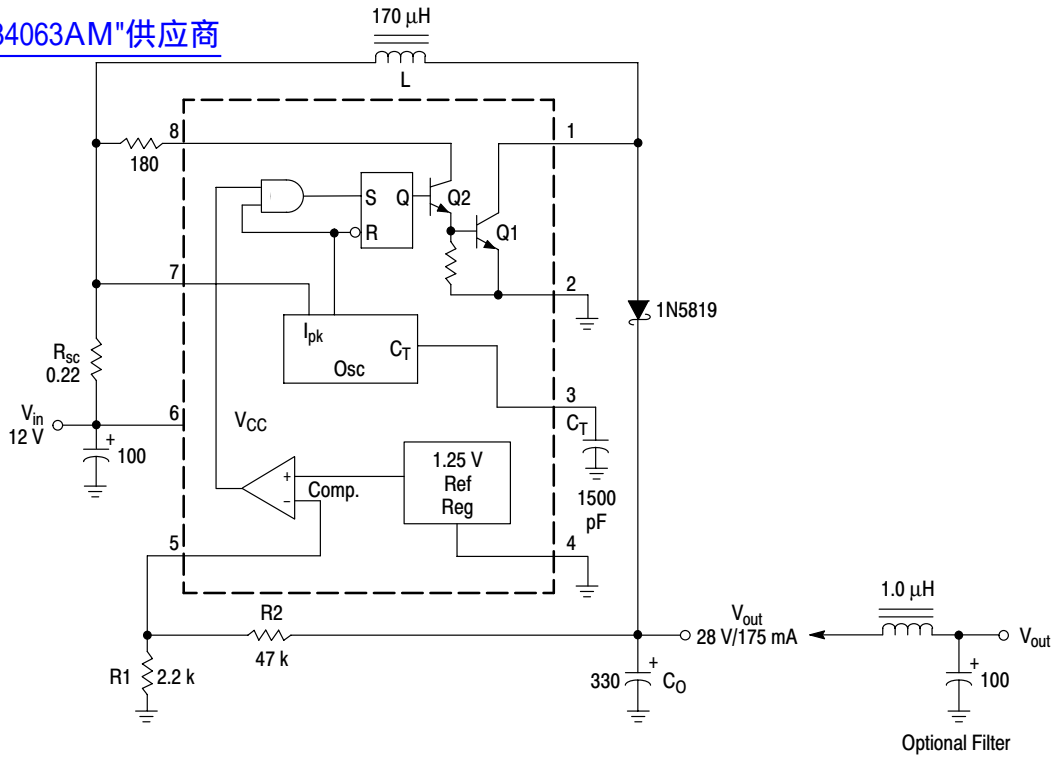 34063AM"供应商
170 μH
L
8
1
180
S
Q
Q2
R
Q1
7
2
1N5819
Ipk
CT
Osc
Rsc
0.22
3
CT
Vin
12 V
6
VCC
+
100
1.25 V
Ref
Reg
+
Comp.
−
1500
pF
5
4
R2
47 k
Vout
28 V/175 mA
1.0 μH
Vout
R1
2.2 k
330
+
CO
+
100
Optional Filter